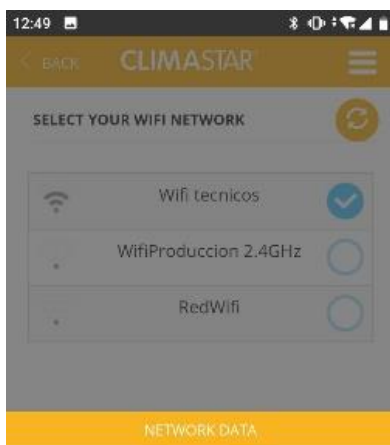 12:49
< BACK CLIMASTAR
SELECT YOUR WIFI NETWORK
Wifi tecnicos
WifiProduccion 2.4GHz
RedWifi
NETWORK DATA